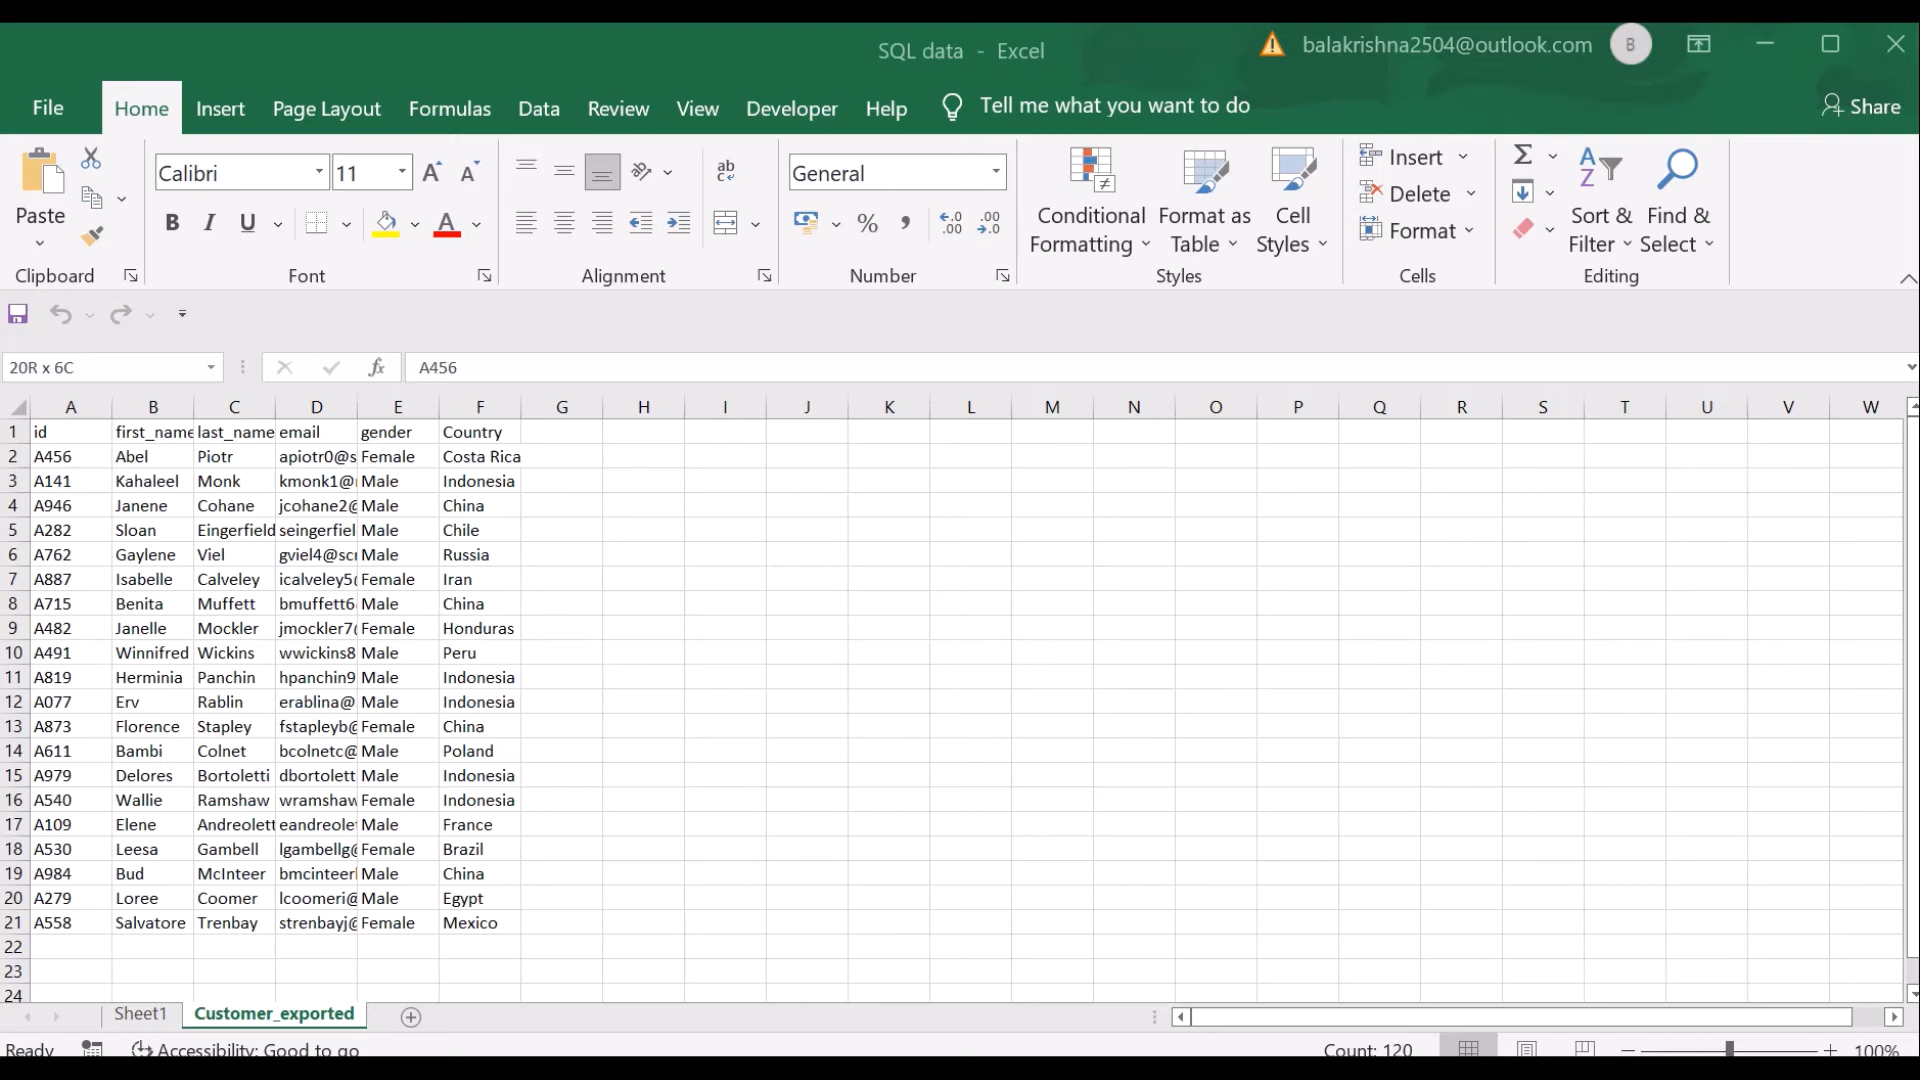 SQL data - Excel
balakrishna2504@outlook.com B
File Home Insert Page Layout Formulas Data Review View Developer Help Tell me what you want to do Share
Calibri 11 General
Paste
Conditional Formatting
Format as Table
Cell Styles
Insert
Delete
Format
Sort & Filter
Find & Select
Clipboard Font Alignment Number Styles Cells Editing
20R x 6C fx A456
A B C D E F G H I J K L M N O P Q R S T U V W
1 id first_name last_name email gender Country
2 A456 Abel Piotr apiotr0@s Female Costa Rica
3 A141 Kahaleel Monk kmonk1@ Male Indonesia
4 A946 Janene Cohane jcohane2@ Male China
5 A282 Sloan Eingerfield seingerfiel Male Chile
6 A762 Gaylene Viel gviel4@scr Male Russia
7 A887 Isabelle Calveley icalveley5 Female Iran
8 A715 Benita Muffett bmuffett6 Male China
9 A482 Janelle Mockler jmockler7 Female Honduras
10 A491 Winnifred Wickins wwickins8 Male Peru
11 A819 Herminia Panchin hpanchin9 Male Indonesia
12 A077 Erv Rablin erablina@ Male Indonesia
13 A873 Florence Stapley fstapleyb@ Female China
14 A611 Bambi Colnet bcolnetc@ Male Poland
15 A979 Delores Bortoletti dbortolett Male Indonesia
16 A540 Wallie Ramshaw wramshaw Female Indonesia
17 A109 Elene Andreolett eandreolet Male France
18 A530 Leesa Gambell lgambellg@ Female Brazil
19 A984 Bud McInteer bmcinteer Male China
20 A279 Loree Coomer lcoomeri@ Male Egypt
21 A558 Salvatore Trenbay strenbayj@ Female Mexico
22
23
24
Sheet1 Customer_exported
Ready Accessibility: Good to go Count: 120 100%